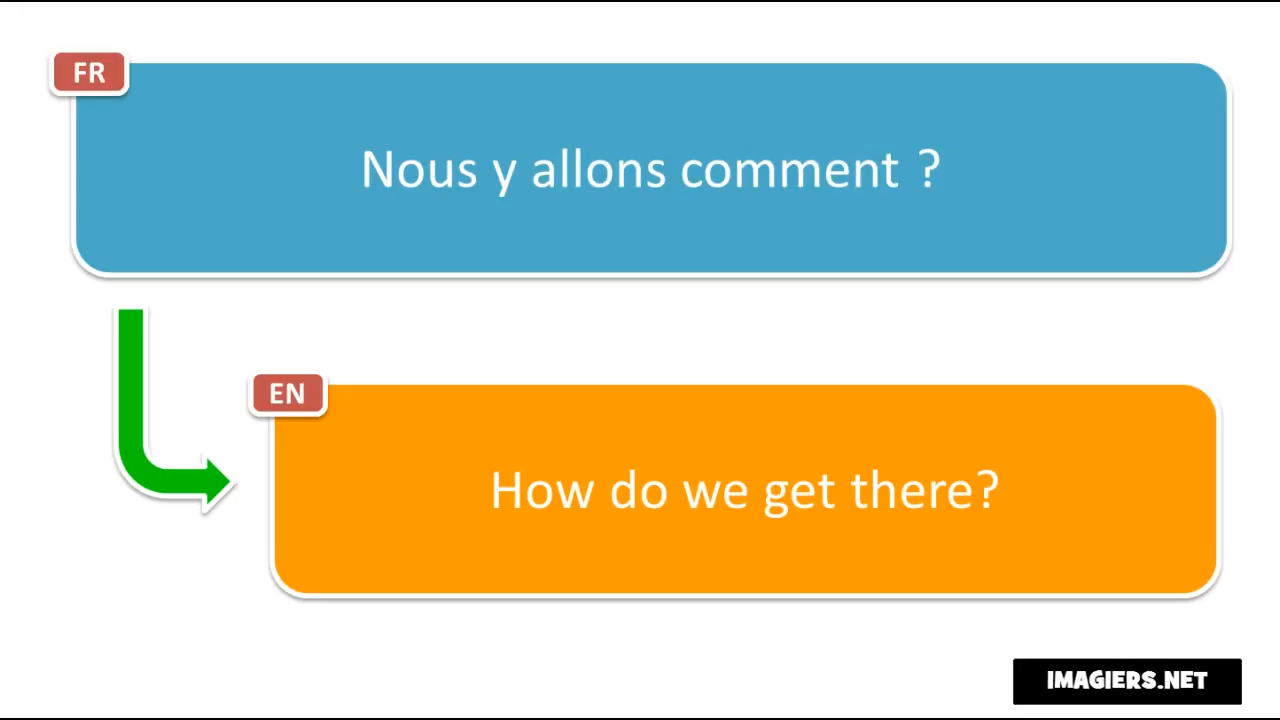 FR
Nous y allons comment ?
EN
How do we get there?
IMAGIERS.NET